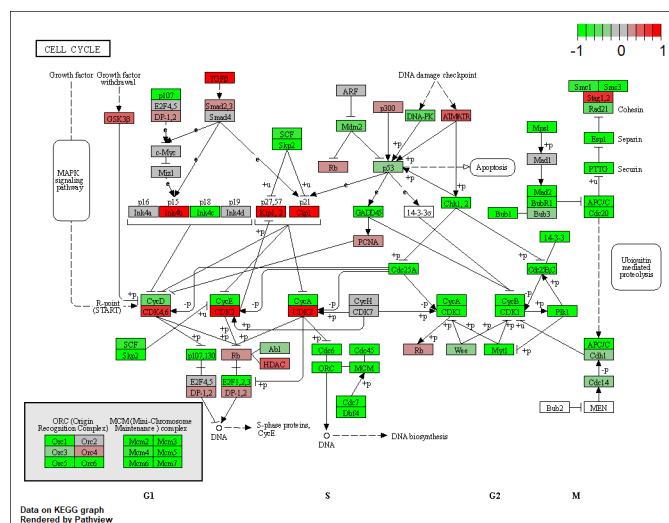 CELL CYCLE
-1 0 1
Growth factor
Growth factor
withdrawal
GSK3β
p107
E2F4,5
DP-1,2
TGFβ
Smad2,3
Smad4
c-Myc
Miz1
ARF
Mdm2
p300
DNA damage checkpoint
DNA-PK
ATM/ATR
Rb
p53
Apoptosis
SCF
Skp2
MAPK
signaling
pathway
p16
Ink4a
p15
Ink4b
p18
Ink4c
p19
Ink4d
p27,57
Kip1,2
p21
Cip1
GADD45
14-3-3σ
Chk1, 2
PCNA
Cdc25A
Mps1
Mad1
Mad2
BubR1
Bub3
Bub1
Smc1
Smc3
Stag1,2
Rad21
Cohesin
Esp1
Separin
PTTG
Securin
APC/C
Cdc20
14-3-3
Cdc25B,C
Ubiquitin
mediated
proteolysis
R-point
(START)
CycD
CDK4,6
CycE
CDK2
CycA
CDK2
CycH
CDK7
CycA
CDK1
CycB
CDK1
Plk1
SCF
Skp2
p107,130
E2F4,5
DP-1,2
Rb
Abl
HDAC
E2F1,2,3
DP-1,2
Cdc6
Cdc45
ORC
MCM
Cdc7
Dbf4
Rb
Wee
Myt1
APC/C
Cdh1
Cdc14
Bub2
MEN
DNA
S-phase proteins,
CycE
DNA
DNA biosynthesis
ORC (Origin
Recognition Complex)
MCM (Mini-Chromosome
Maintenance) complex
Orc1 Orc2
Orc3 Orc4
Orc5 Orc6
Mcm2 Mcm3
Mcm4 Mcm5
Mcm6 Mcm7
G1 S G2 M
Data on KEGG graph
Rendered by Pathview